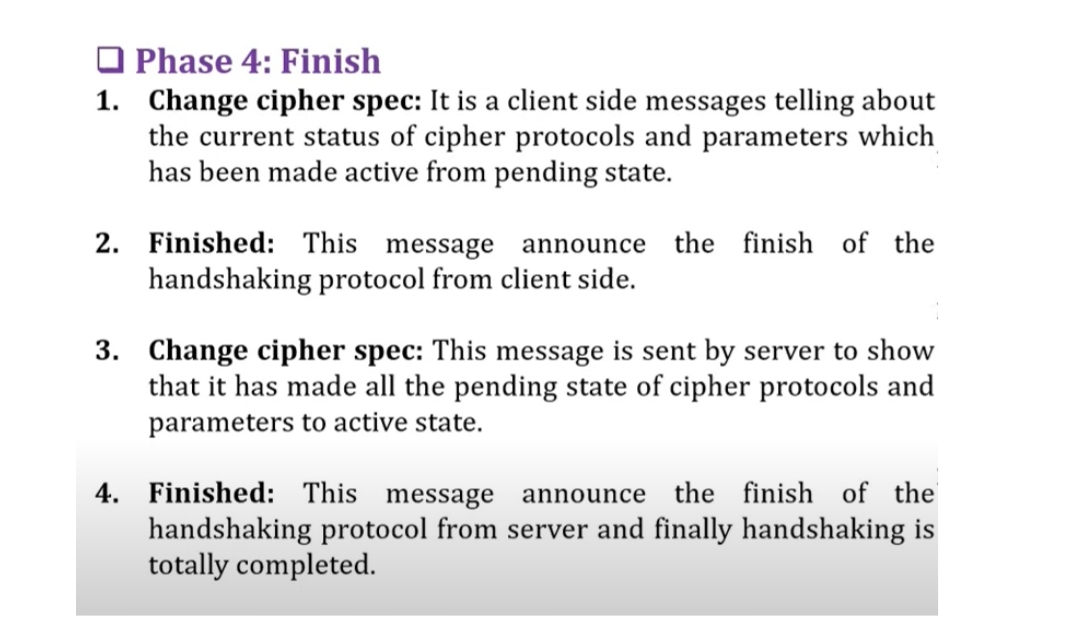 ❑ Phase 4: Finish
1. Change cipher spec: It is a client side messages telling about
the current status of cipher protocols and parameters which
has been made active from pending state.
2. Finished: This message announce the finish of the
handshaking protocol from client side.
3. Change cipher spec: This message is sent by server to show
that it has made all the pending state of cipher protocols and
parameters to active state.
4. Finished: This message announce the finish of the
handshaking protocol from server and finally handshaking is
totally completed.